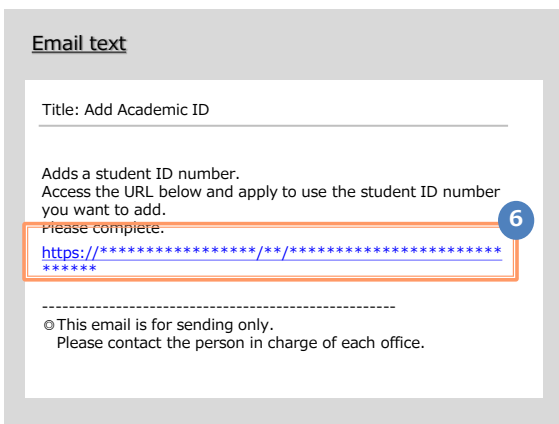 Email text
Title: Add Academic ID
Adds a student ID number.
Access the URL below and apply to use the student ID number
you want to add.
Please complete.
6
https://*****************/**/***********************
******
-----------------------------------------------------
◎This email is for sending only.
Please contact the person in charge of each office.